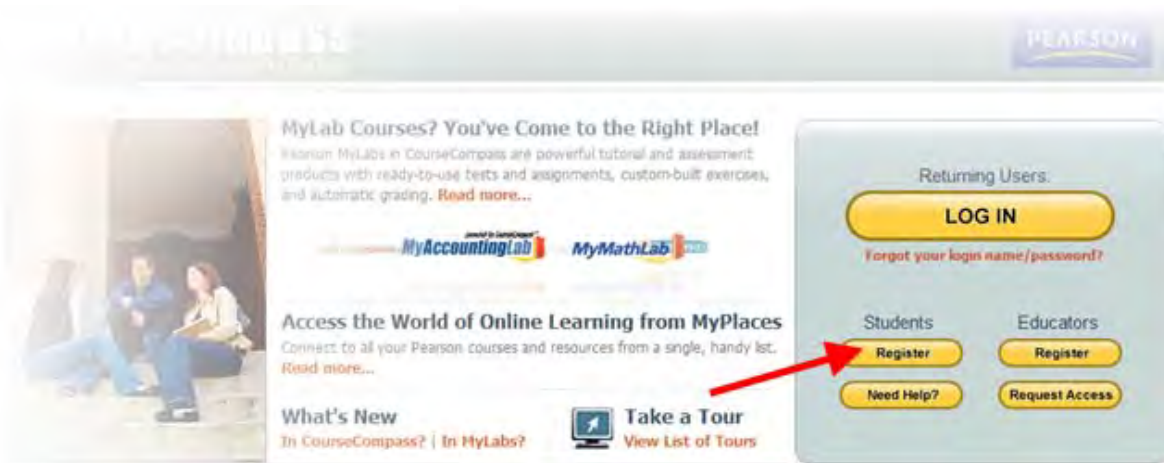 PEARSON
MyLab Courses? You've Come to the Right Place!
Pearson MyLabs in CourseCompass are powerful tutorial and assessment
products with ready-to-use tests and assignments, custom-built exercises,
and automatic grading. Read more...
MyAccountingLab MyMathLab
Access the World of Online Learning from MyPlaces
Connect to all your Pearson courses and resources from a single, handy list.
Read more...
What's New
In CourseCompass? | In MyLabs?
Take a Tour
View List of Tours
Returning Users:
LOG IN
Forgot your login name/password?
Students Educators
Register Register
Need Help? Request Access